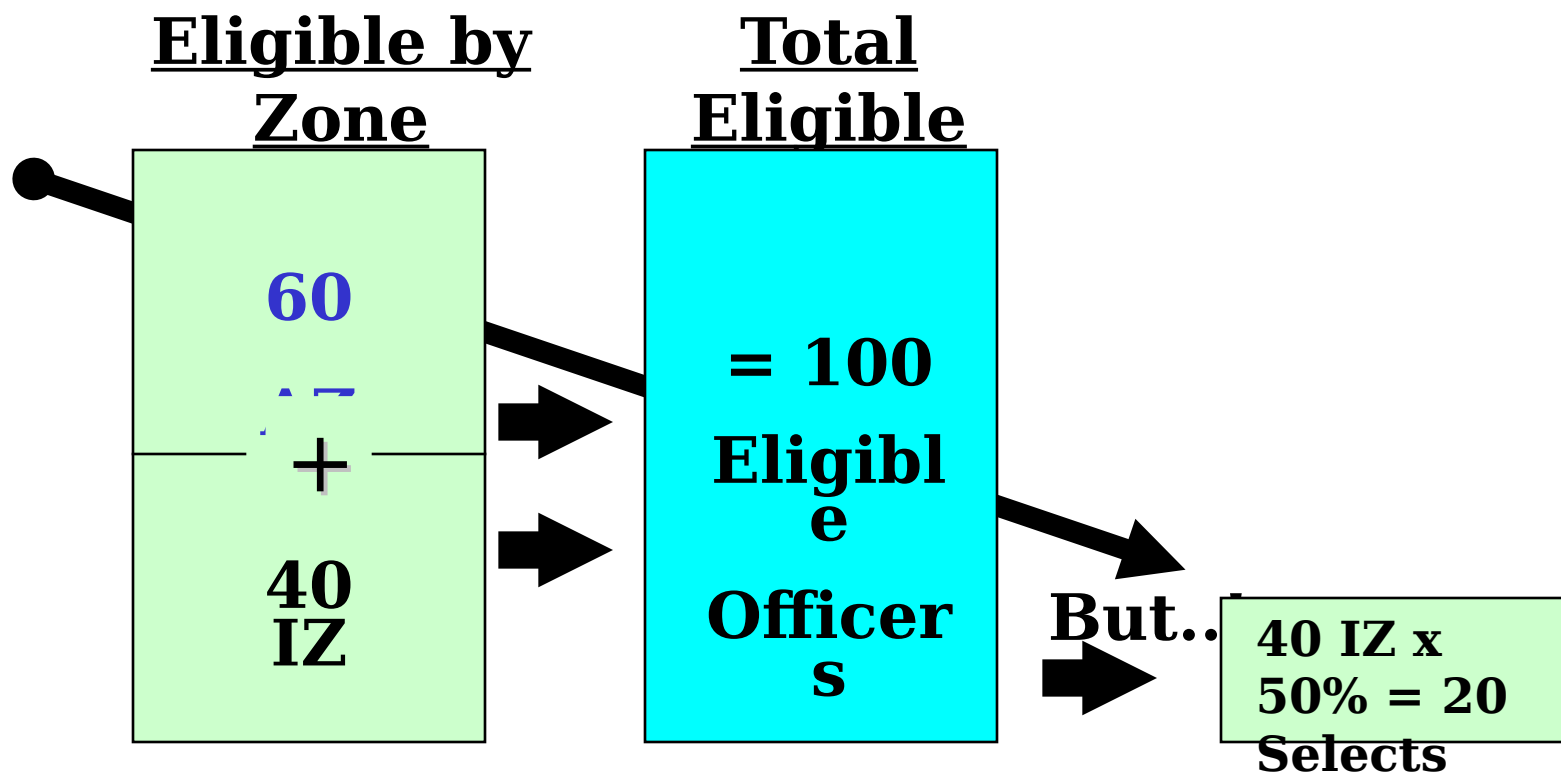 Eligible by
Zone
Total
Eligible
60
+
40
IZ
= 100
Eligibl
e
Officer
s
But..
40 IZ x
50% = 20
Selects